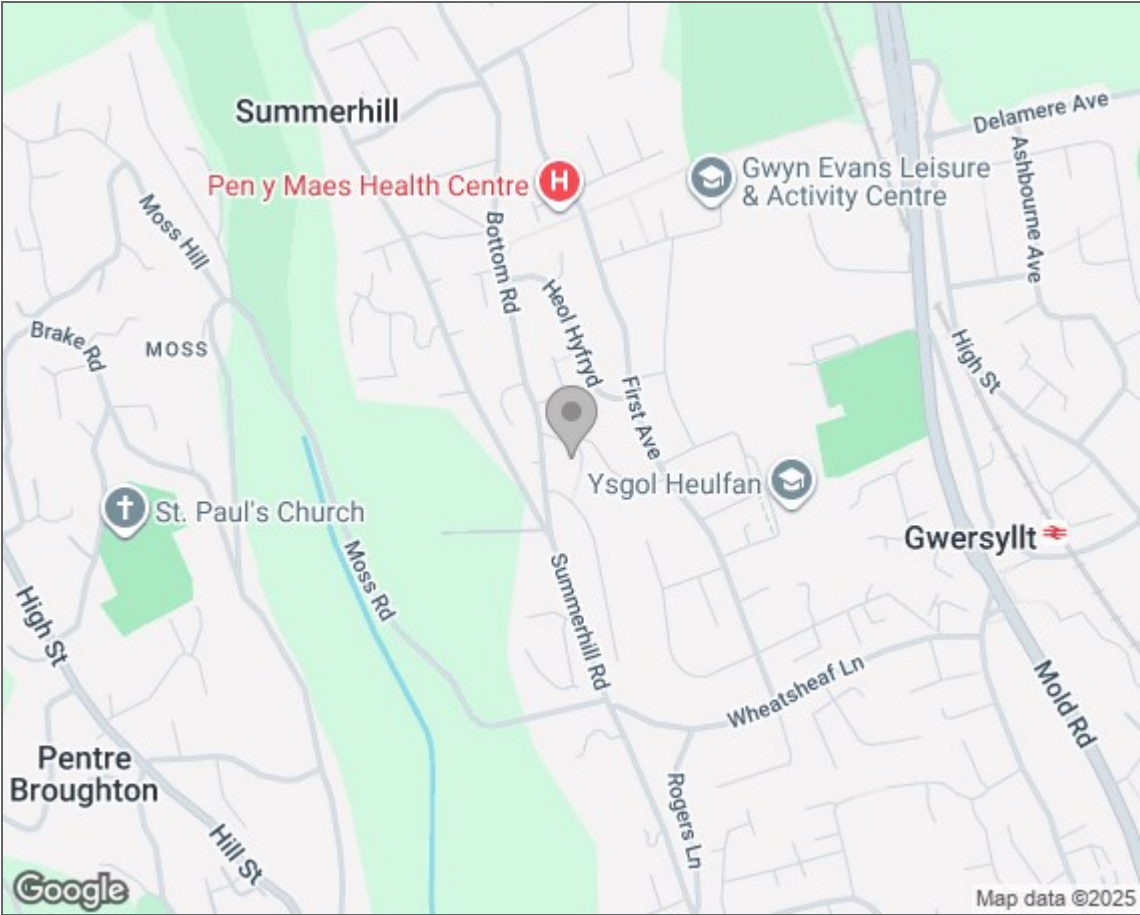 Summerhill
Delamere Ave
Pen y Maes Health Centre
H
Gwyn Evans Leisure
& Activity Centre
Ashbourne Ave
Moss Hill
Bottom Rd
Heol Hyfryd
Brake Rd
MOSS
High St
First Ave
Ysgol Heulfan
St. Paul's Church
Gwersyllt
Moss Rd
Summerhill Rd
High St
Wheatsheaf Ln
Mold Rd
Pentre
Broughton
Rogers Ln
Hill St
Google
Map data ©2025